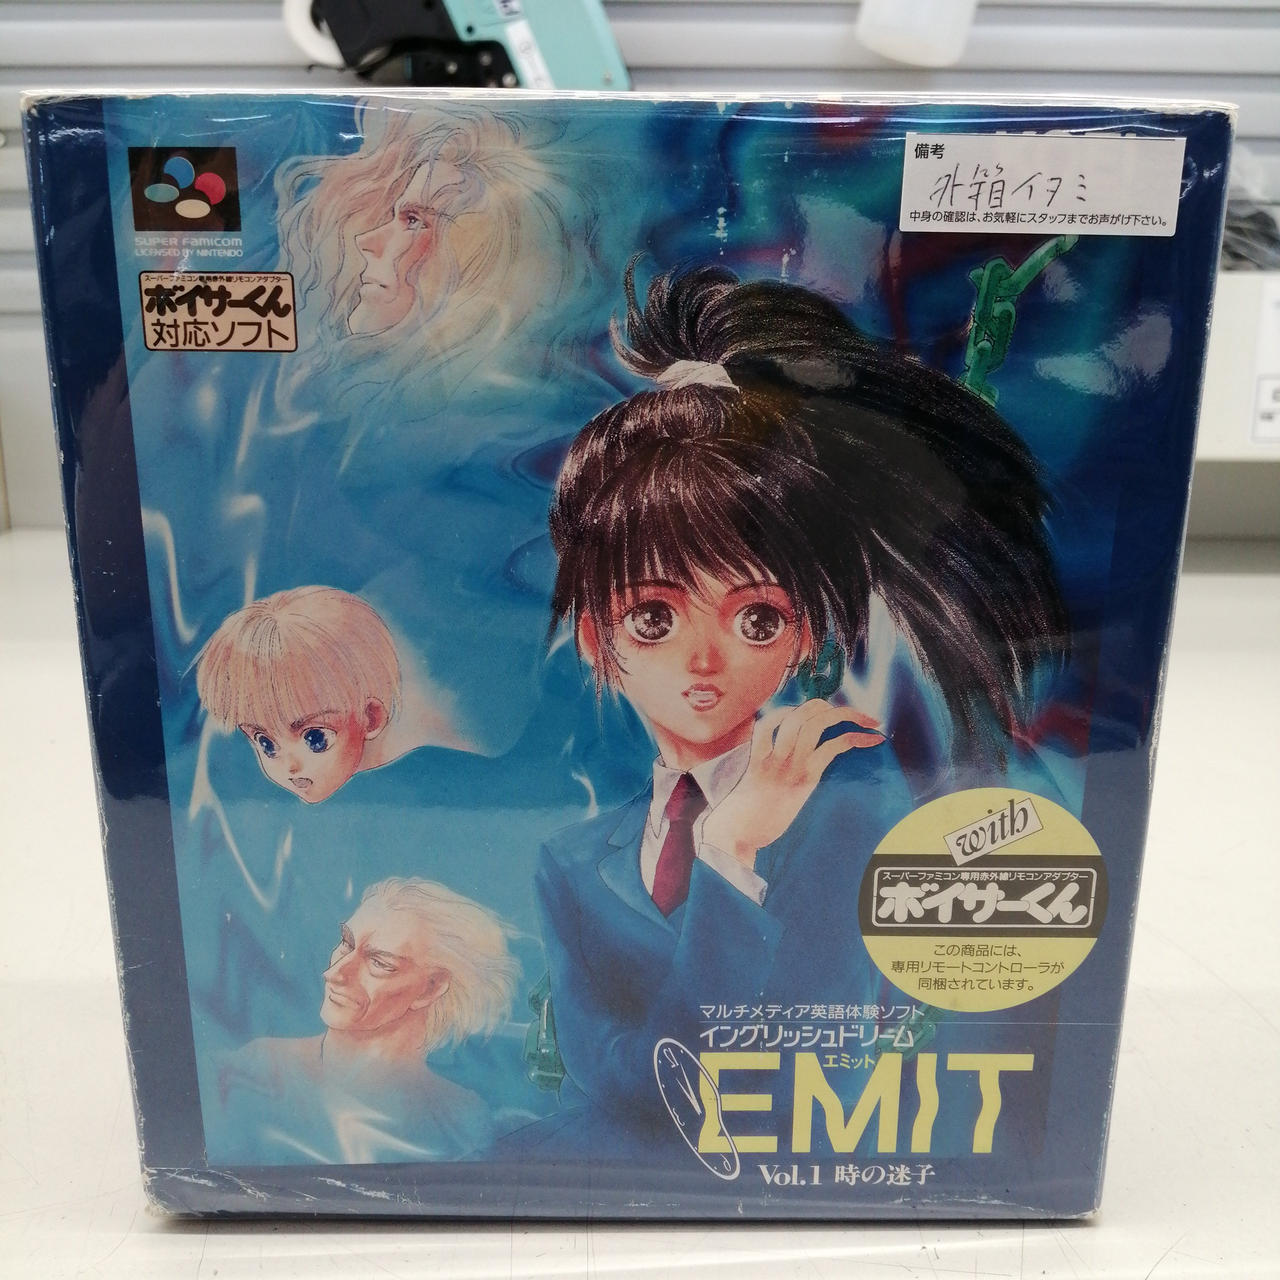 備考
外箱イタミ
中身の確認は、お気軽にスタッフまでお声がけ下さい。
SUPER FAMICOM
LICENSED BY NINTENDO
スーパーファミコン専用赤外線リモコンアダプター
ボイサーくん
対応ソフト
with
スーパーファミコン専用赤外線リモコンアダプター
ボイサーくん
この商品には、
専用リモートコントローラが
同梱されています。
マルチメディア英語体験ソフト
イングリッシュドリーム
エミット
EMIT
Vol.1 時の迷子